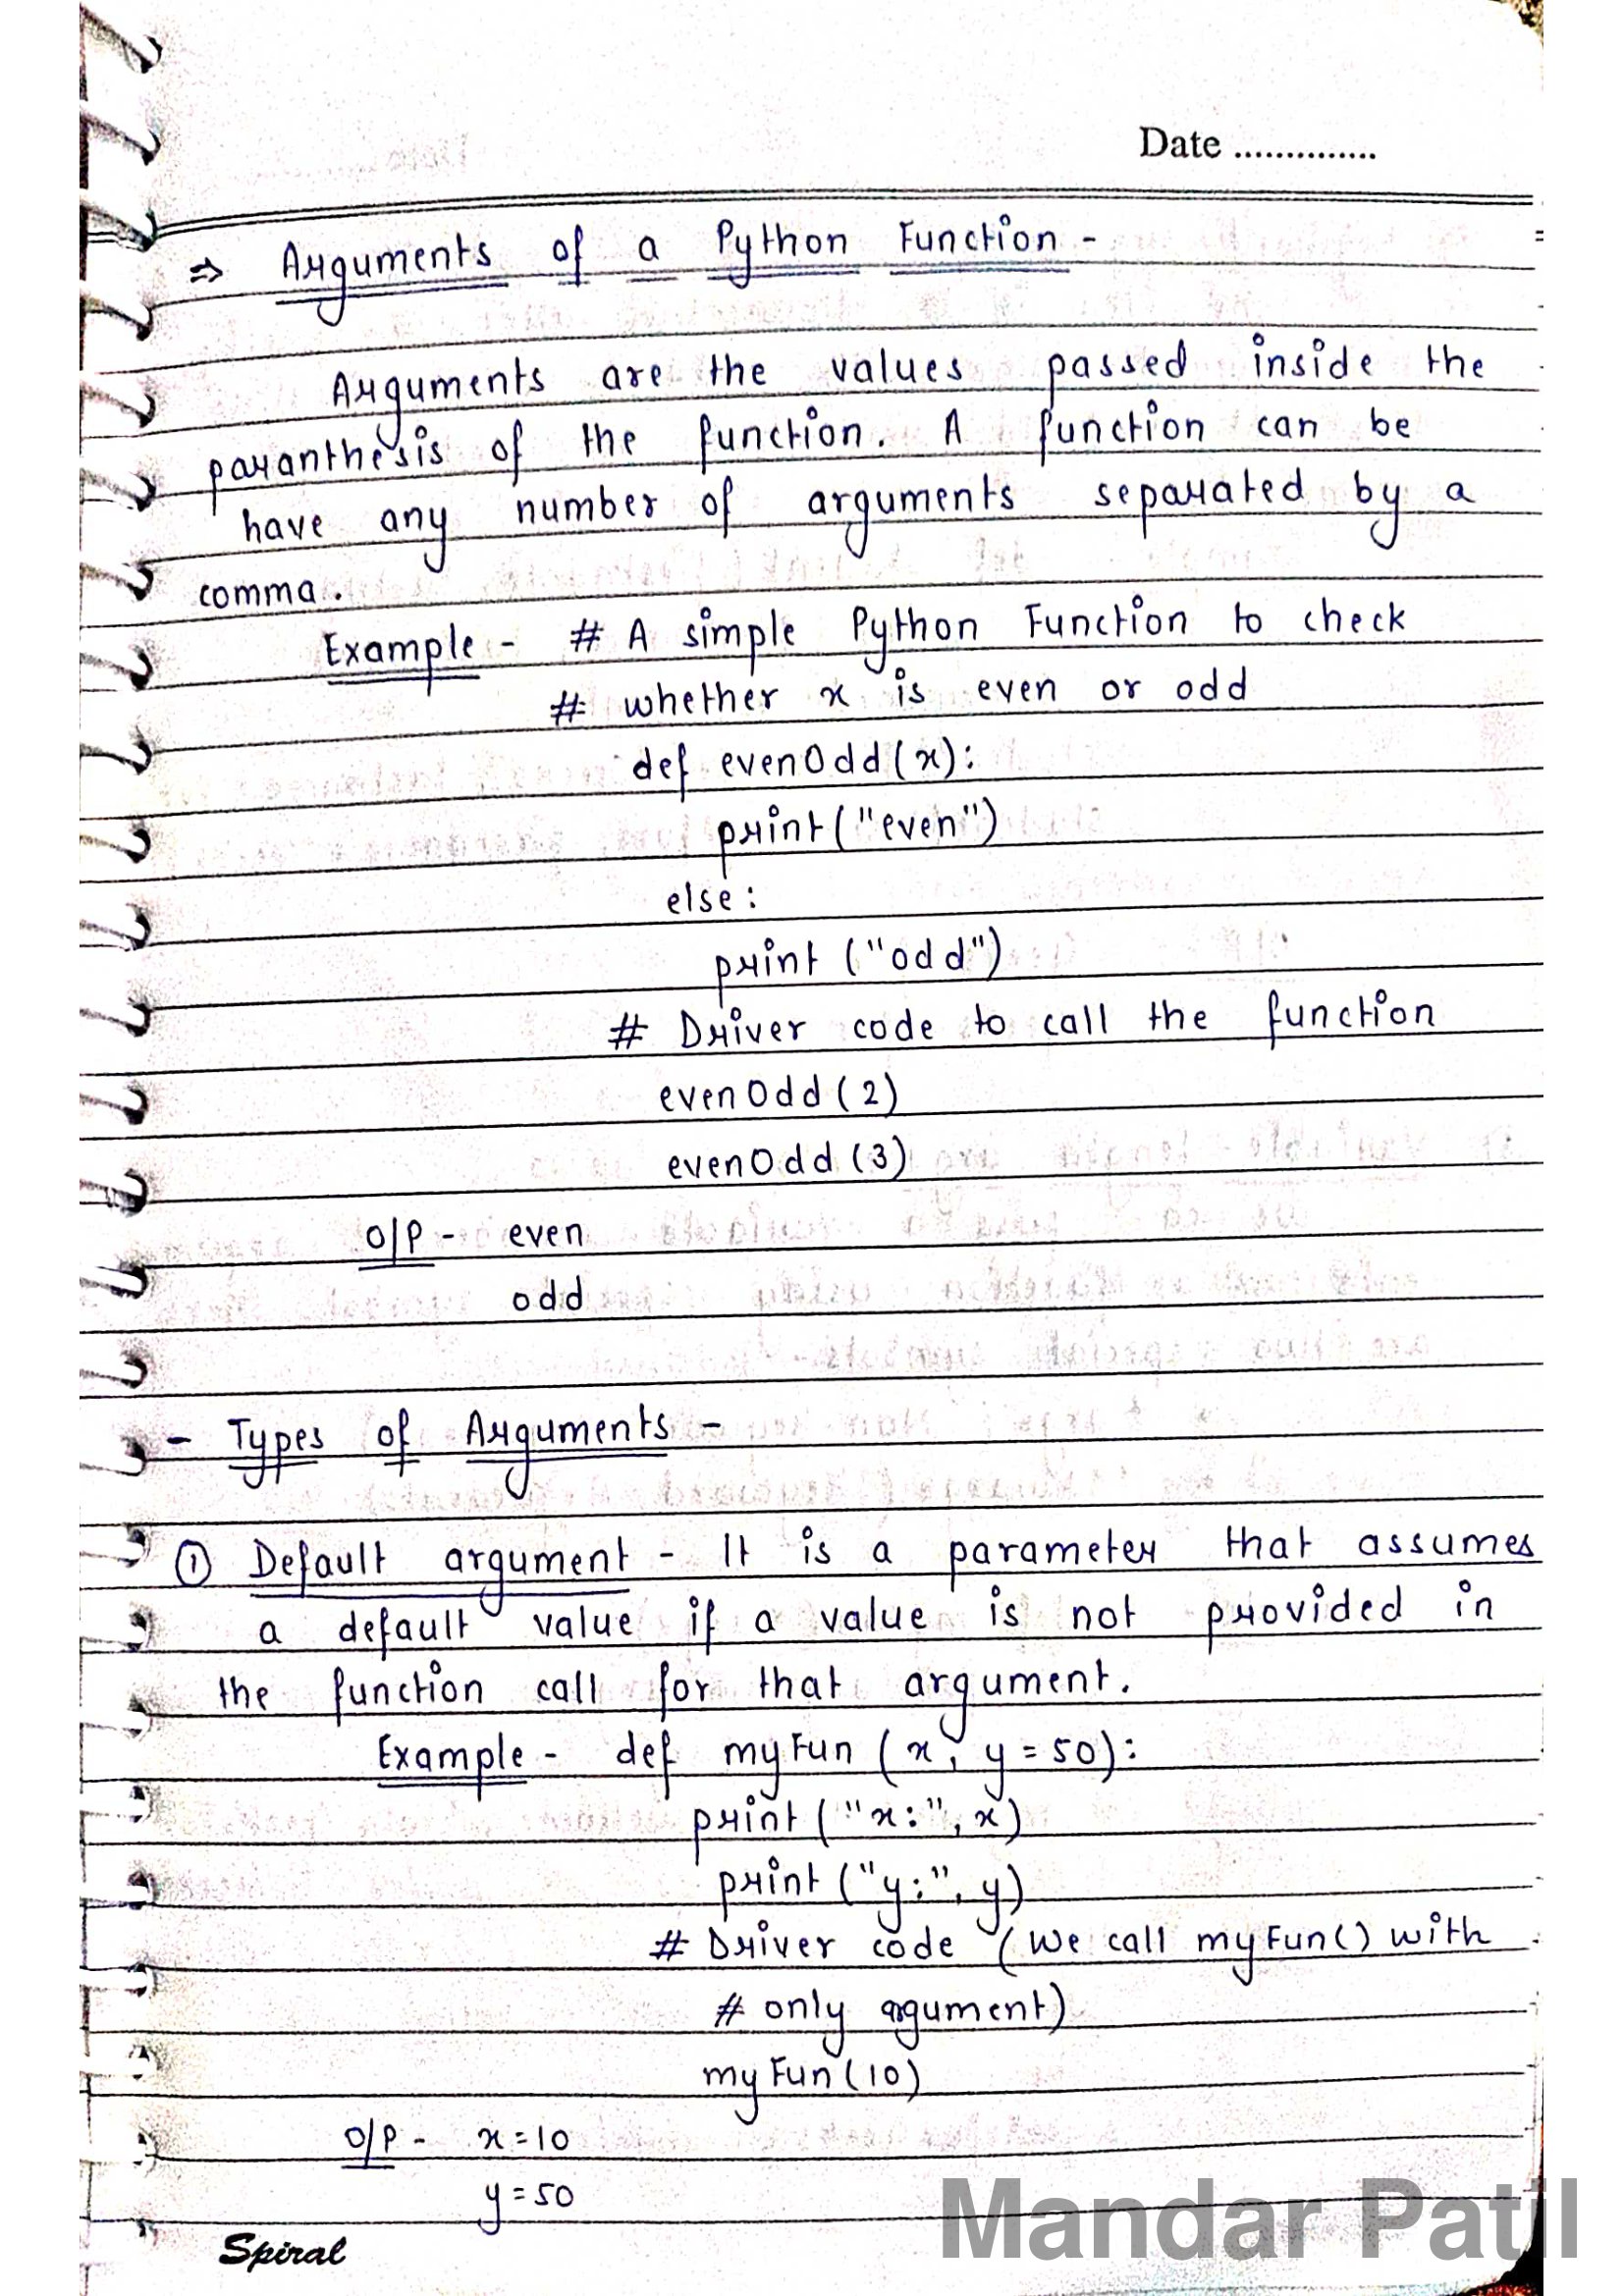 Date ..............
⇒ Arguments of a Python Function -
Arguments are the values passed inside the
paranthesis of the function. A function can be
have any number of arguments separated by a
comma.
Example - # A simple Python Function to check
# whether x is even or odd
def evenOdd(x):
print("even")
else:
print ("odd")
# Driver code to call the function
evenOdd(2)
evenOdd(3)
O/P - even
odd
- Types of Arguments -
① Default argument - It is a parameter that assumes
a default value if a value is not provided in
the function call for that argument.
Example - def myFun (x, y = 50):
print ("x:", x)
print ("y:", y)
# Driver code (We call myFun() with
# only argument)
myFun(10)
O/P - x=10
y=50
Spiral
Mandar Patil